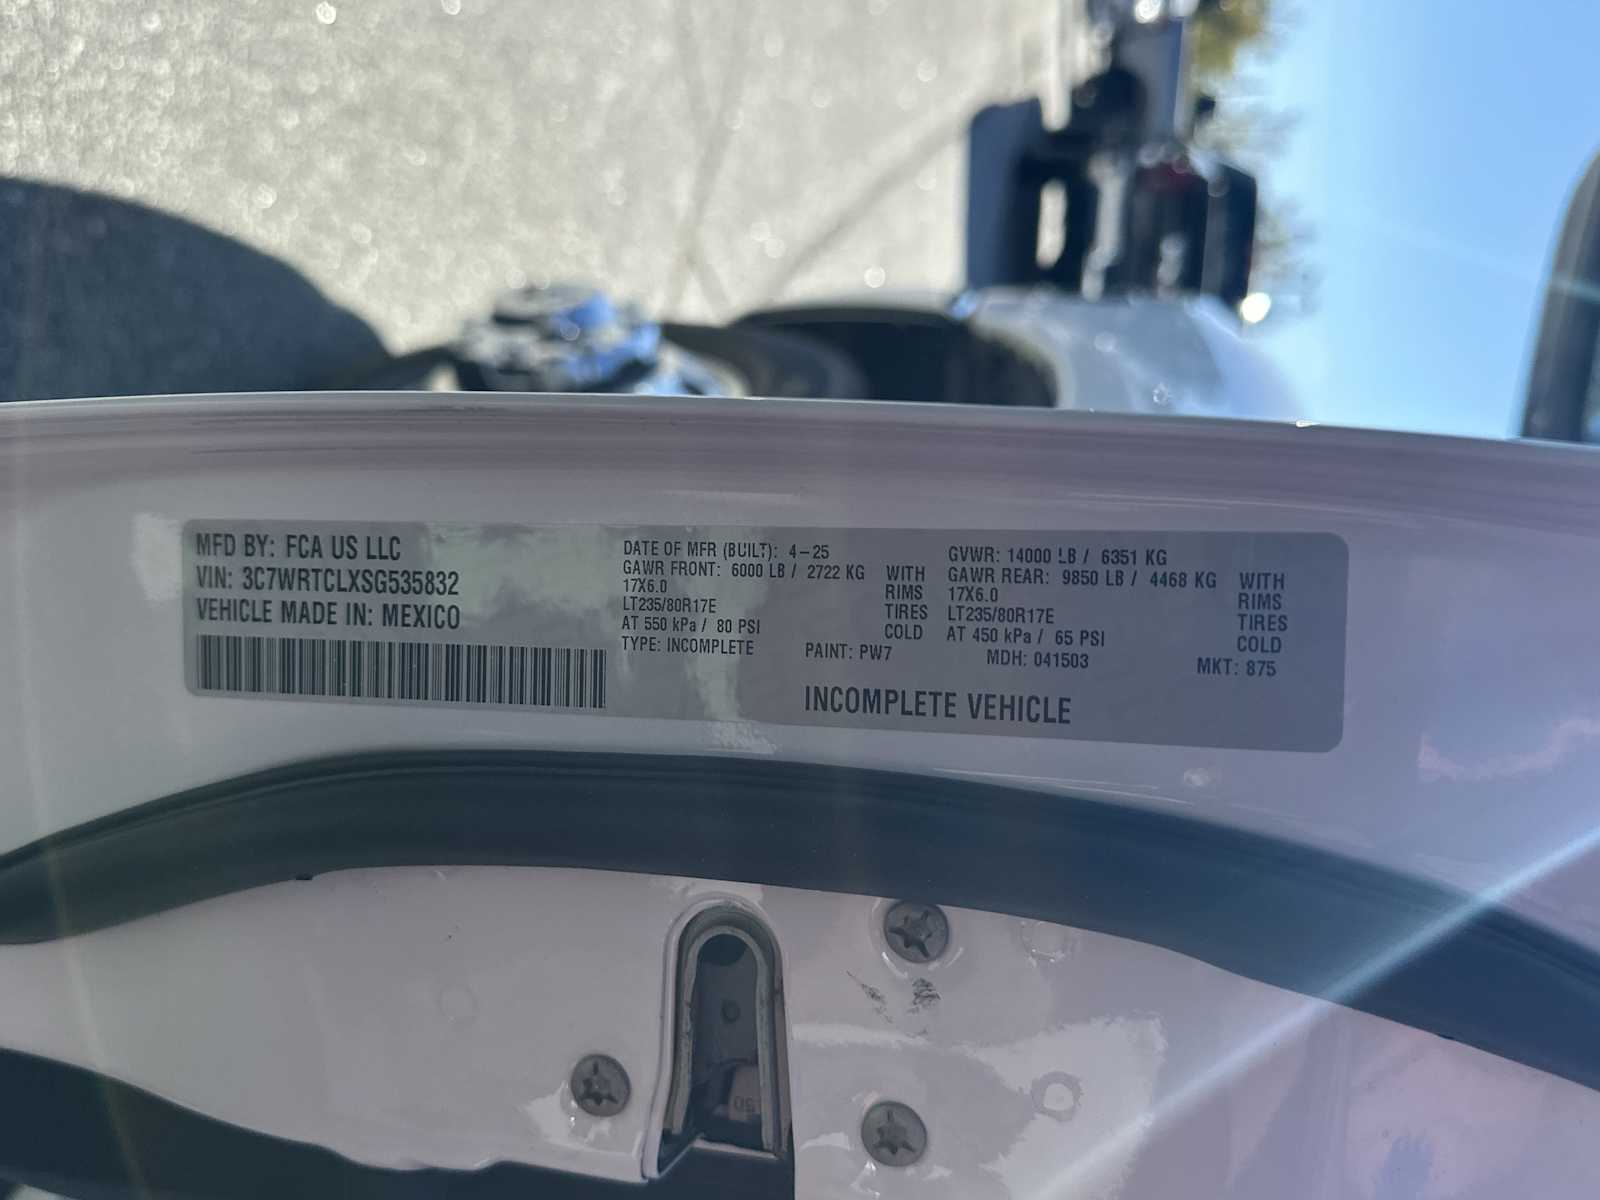 MFD BY: FCA US LLC
VIN: 3C7WRTCLXSG535832
VEHICLE MADE IN: MEXICO
DATE OF MFR (BUILT): 4-25
GAWR FRONT: 6000 LB / 2722 KG WITH
17X6.0 RIMS
LT235/80R17E TIRES
AT 550 kPa / 80 PSI COLD
TYPE: INCOMPLETE
PAINT: PW7
GVWR: 14000 LB / 6351 KG
GAWR REAR: 9850 LB / 4468 KG WITH
17X6.0 RIMS
LT235/80R17E TIRES
AT 450 kPa / 65 PSI COLD
MDH: 041503
MKT: 875
INCOMPLETE VEHICLE